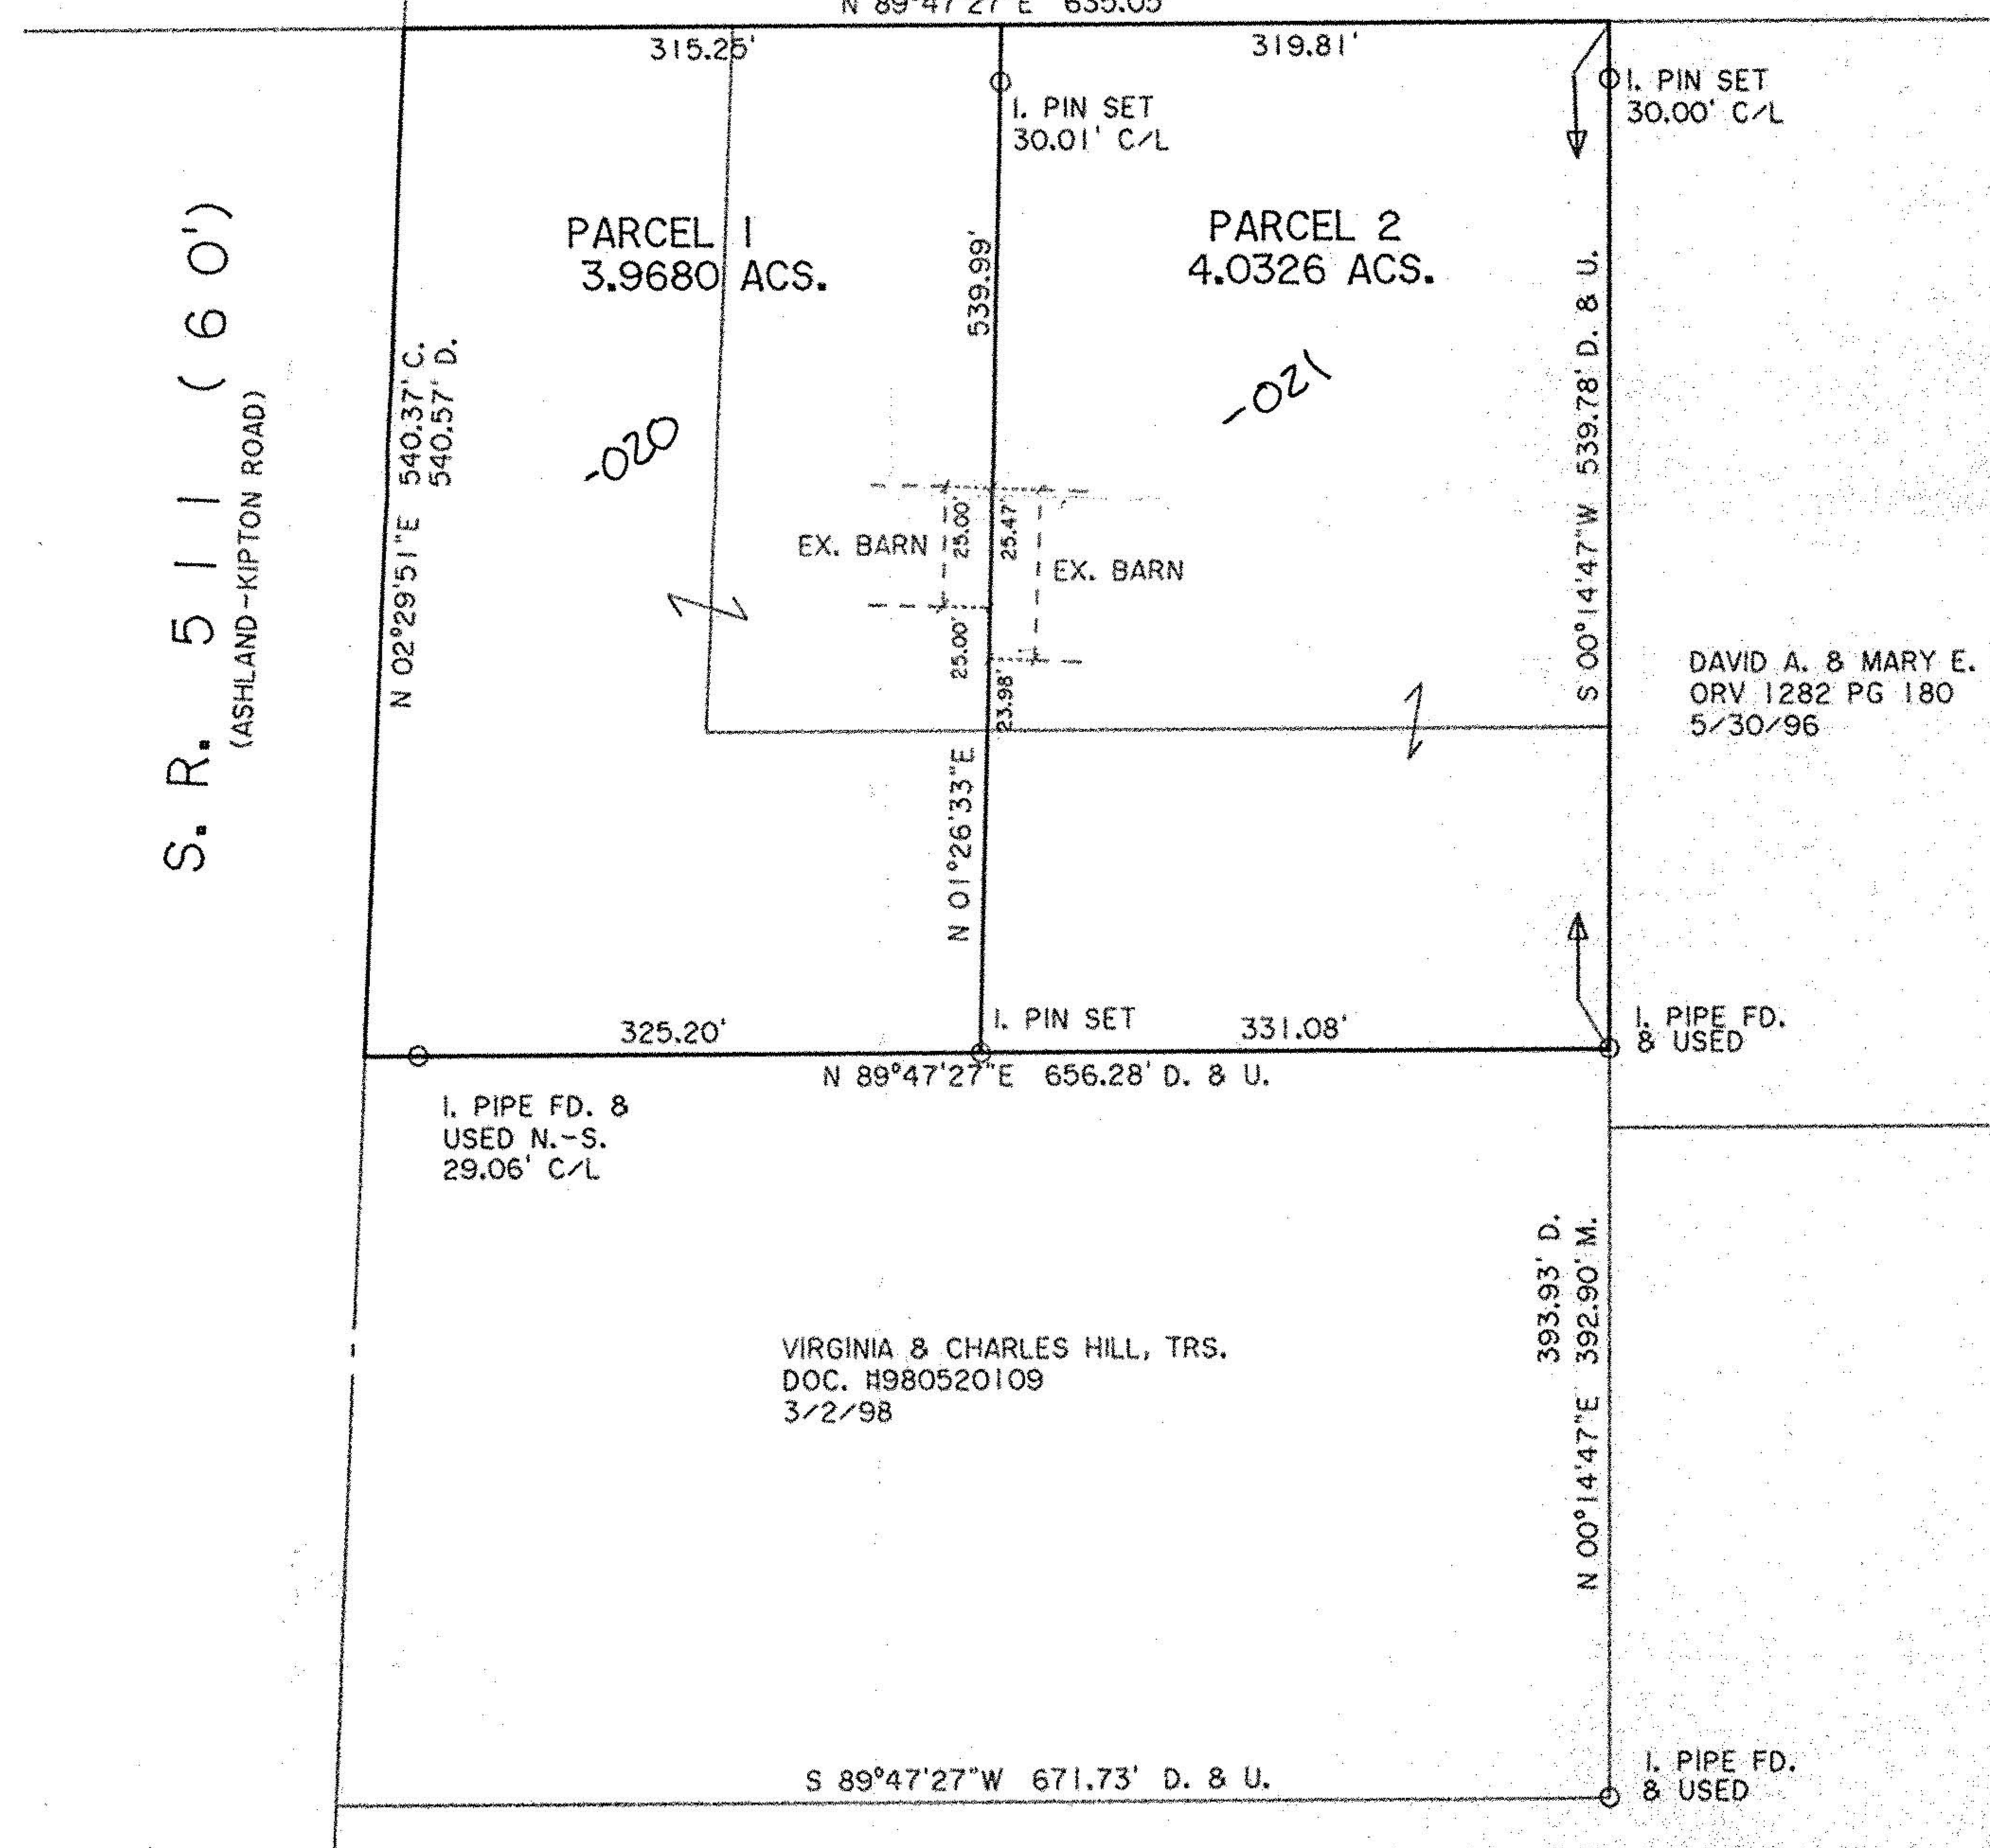 N 89°47'27"E 635.05'
315.25'
319.81'
I. PIN SET
30.01' C/L
I. PIN SET
30.00' C/L
PARCEL 1
3.9680 ACS.
PARCEL 2
4.0326 ACS.
S. R. 511 (60')
(ASHLAND-KIPTON ROAD)
N 02°29'51"E 540.37' C.
540.57' D.
539.99'
N 01°26'33"E
S 00°14'47"W 539.78' D. & U.
-020
-021
EX. BARN
25.00'
25.47'
EX. BARN
25.00'
23.98'
DAVID A. & MARY E.
ORV 1282 PG 180
5/30/96
325.20'
I. PIN SET
331.08'
I. PIPE FD.
& USED
N 89°47'27"E 656.28' D. & U.
I. PIPE FD. &
USED N.-S.
29.06' C/L
393.93' D.
N 00°14'47"E 392.90' M.
VIRGINIA & CHARLES HILL, TRS.
DOC. #980520109
3/2/98
S 89°47'27"W 671.73' D. & U.
I. PIPE FD.
& USED